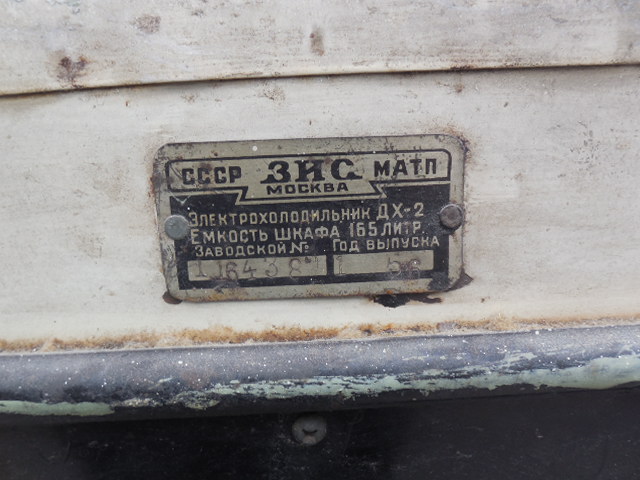 СССР ЗИС МАТП
МОСКВА
ЭЛЕКТРОХОЛОДИЛЬНИК ДХ-2
ЕМКОСТЬ ШКАФА 165 ЛИТР.
ЗАВОДСКОЙ № ГОД ВЫПУСКА